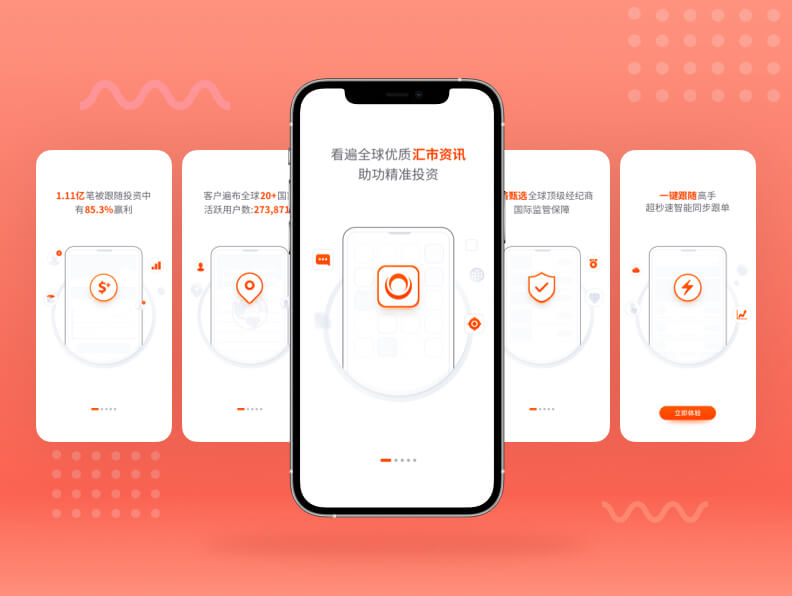 1.11亿笔被跟随投资中
有85.3%赢利
客户遍布全球20+国
活跃用户数:273,871
看遍全球优质汇市资讯
助功精准投资
甄选全球顶级经纪商
国际监管保障
一键跟随高手
超秒速智能同步跟单
立即体验